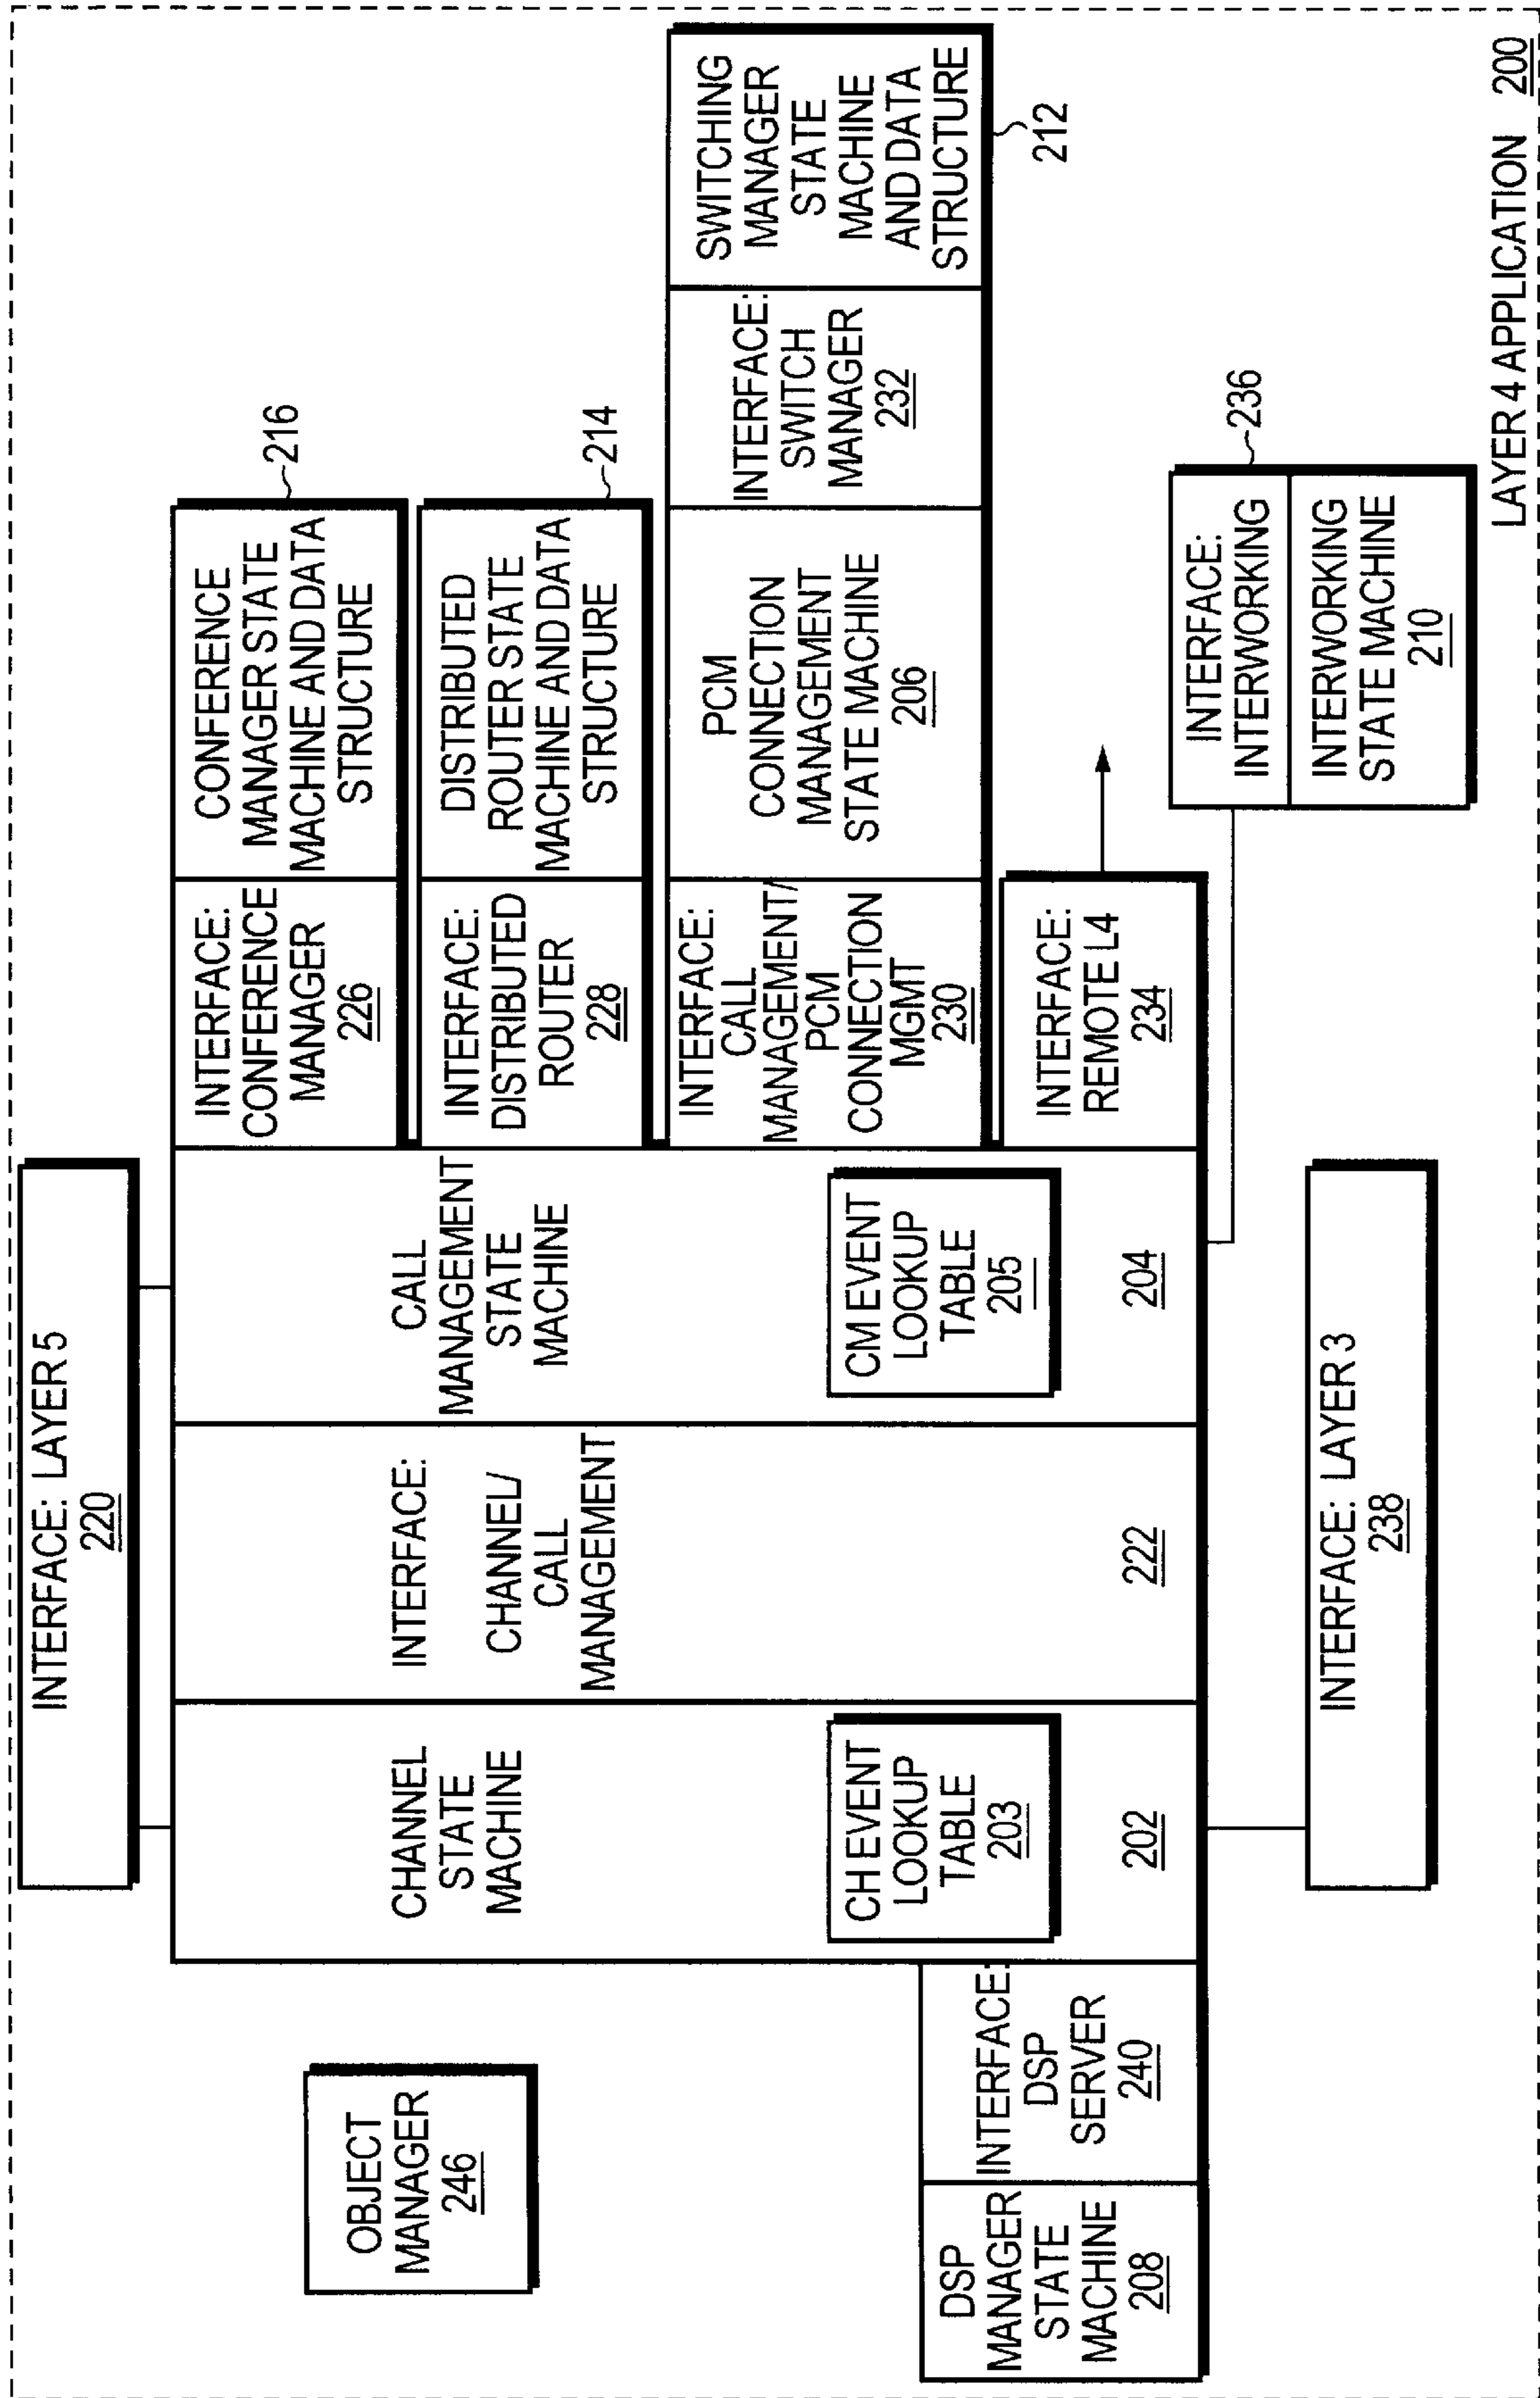 INTERFACE: LAYER 5
220
OBJECT
MANAGER
246
CHANNEL
STATE
MACHINE
CH EVENT
LOOKUP
TABLE
203
202
INTERFACE:
CHANNEL/
CALL
MANAGEMENT
222
CALL
MANAGEMENT
STATE
MACHINE
CM EVENT
LOOKUP
TABLE
205
204
INTERFACE:
CONFERENCE
MANAGER
226
CONFERENCE
MANAGER STATE
MACHINE AND DATA
STRUCTURE
216
INTERFACE:
DISTRIBUTED
ROUTER
228
DISTRIBUTED
ROUTER STATE
MACHINE AND DATA
STRUCTURE
214
INTERFACE:
CALL
MANAGEMENT/
PCM
CONNECTION
MGMT
230
PCM
CONNECTION
MANAGEMENT
STATE MACHINE
206
INTERFACE:
SWITCH
MANAGER
232
SWITCHING
MANAGER
STATE
MACHINE
AND DATA
STRUCTURE
212
INTERFACE:
REMOTE L4
234
DSP
MANAGER
STATE
MACHINE
208
INTERFACE:
DSP
SERVER
240
INTERFACE:
INTERWORKING
236
INTERWORKING
STATE MACHINE
210
INTERFACE: LAYER 3
238
LAYER 4 APPLICATION 200